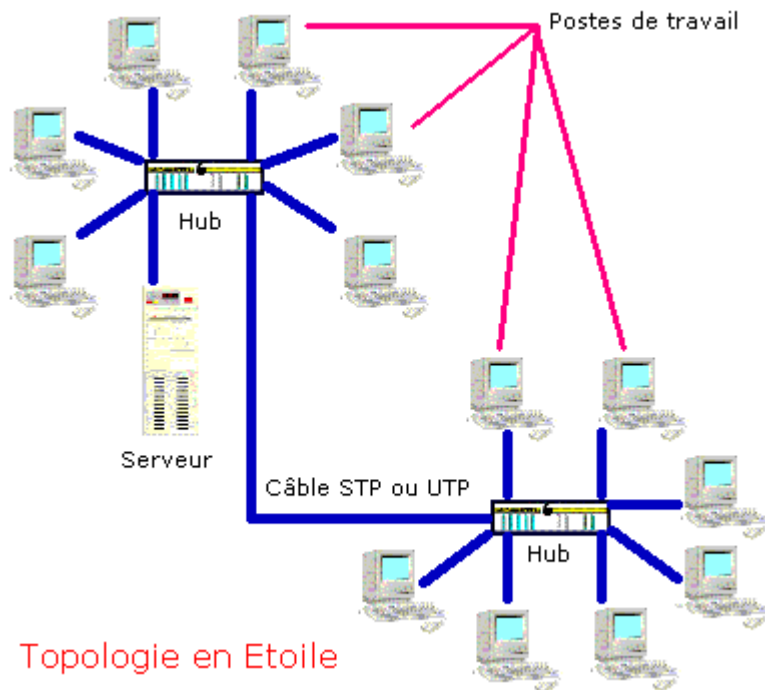 Postes de travail
Hub
Serveur
Câble STP ou UTP
Hub
Topologie en Etoile